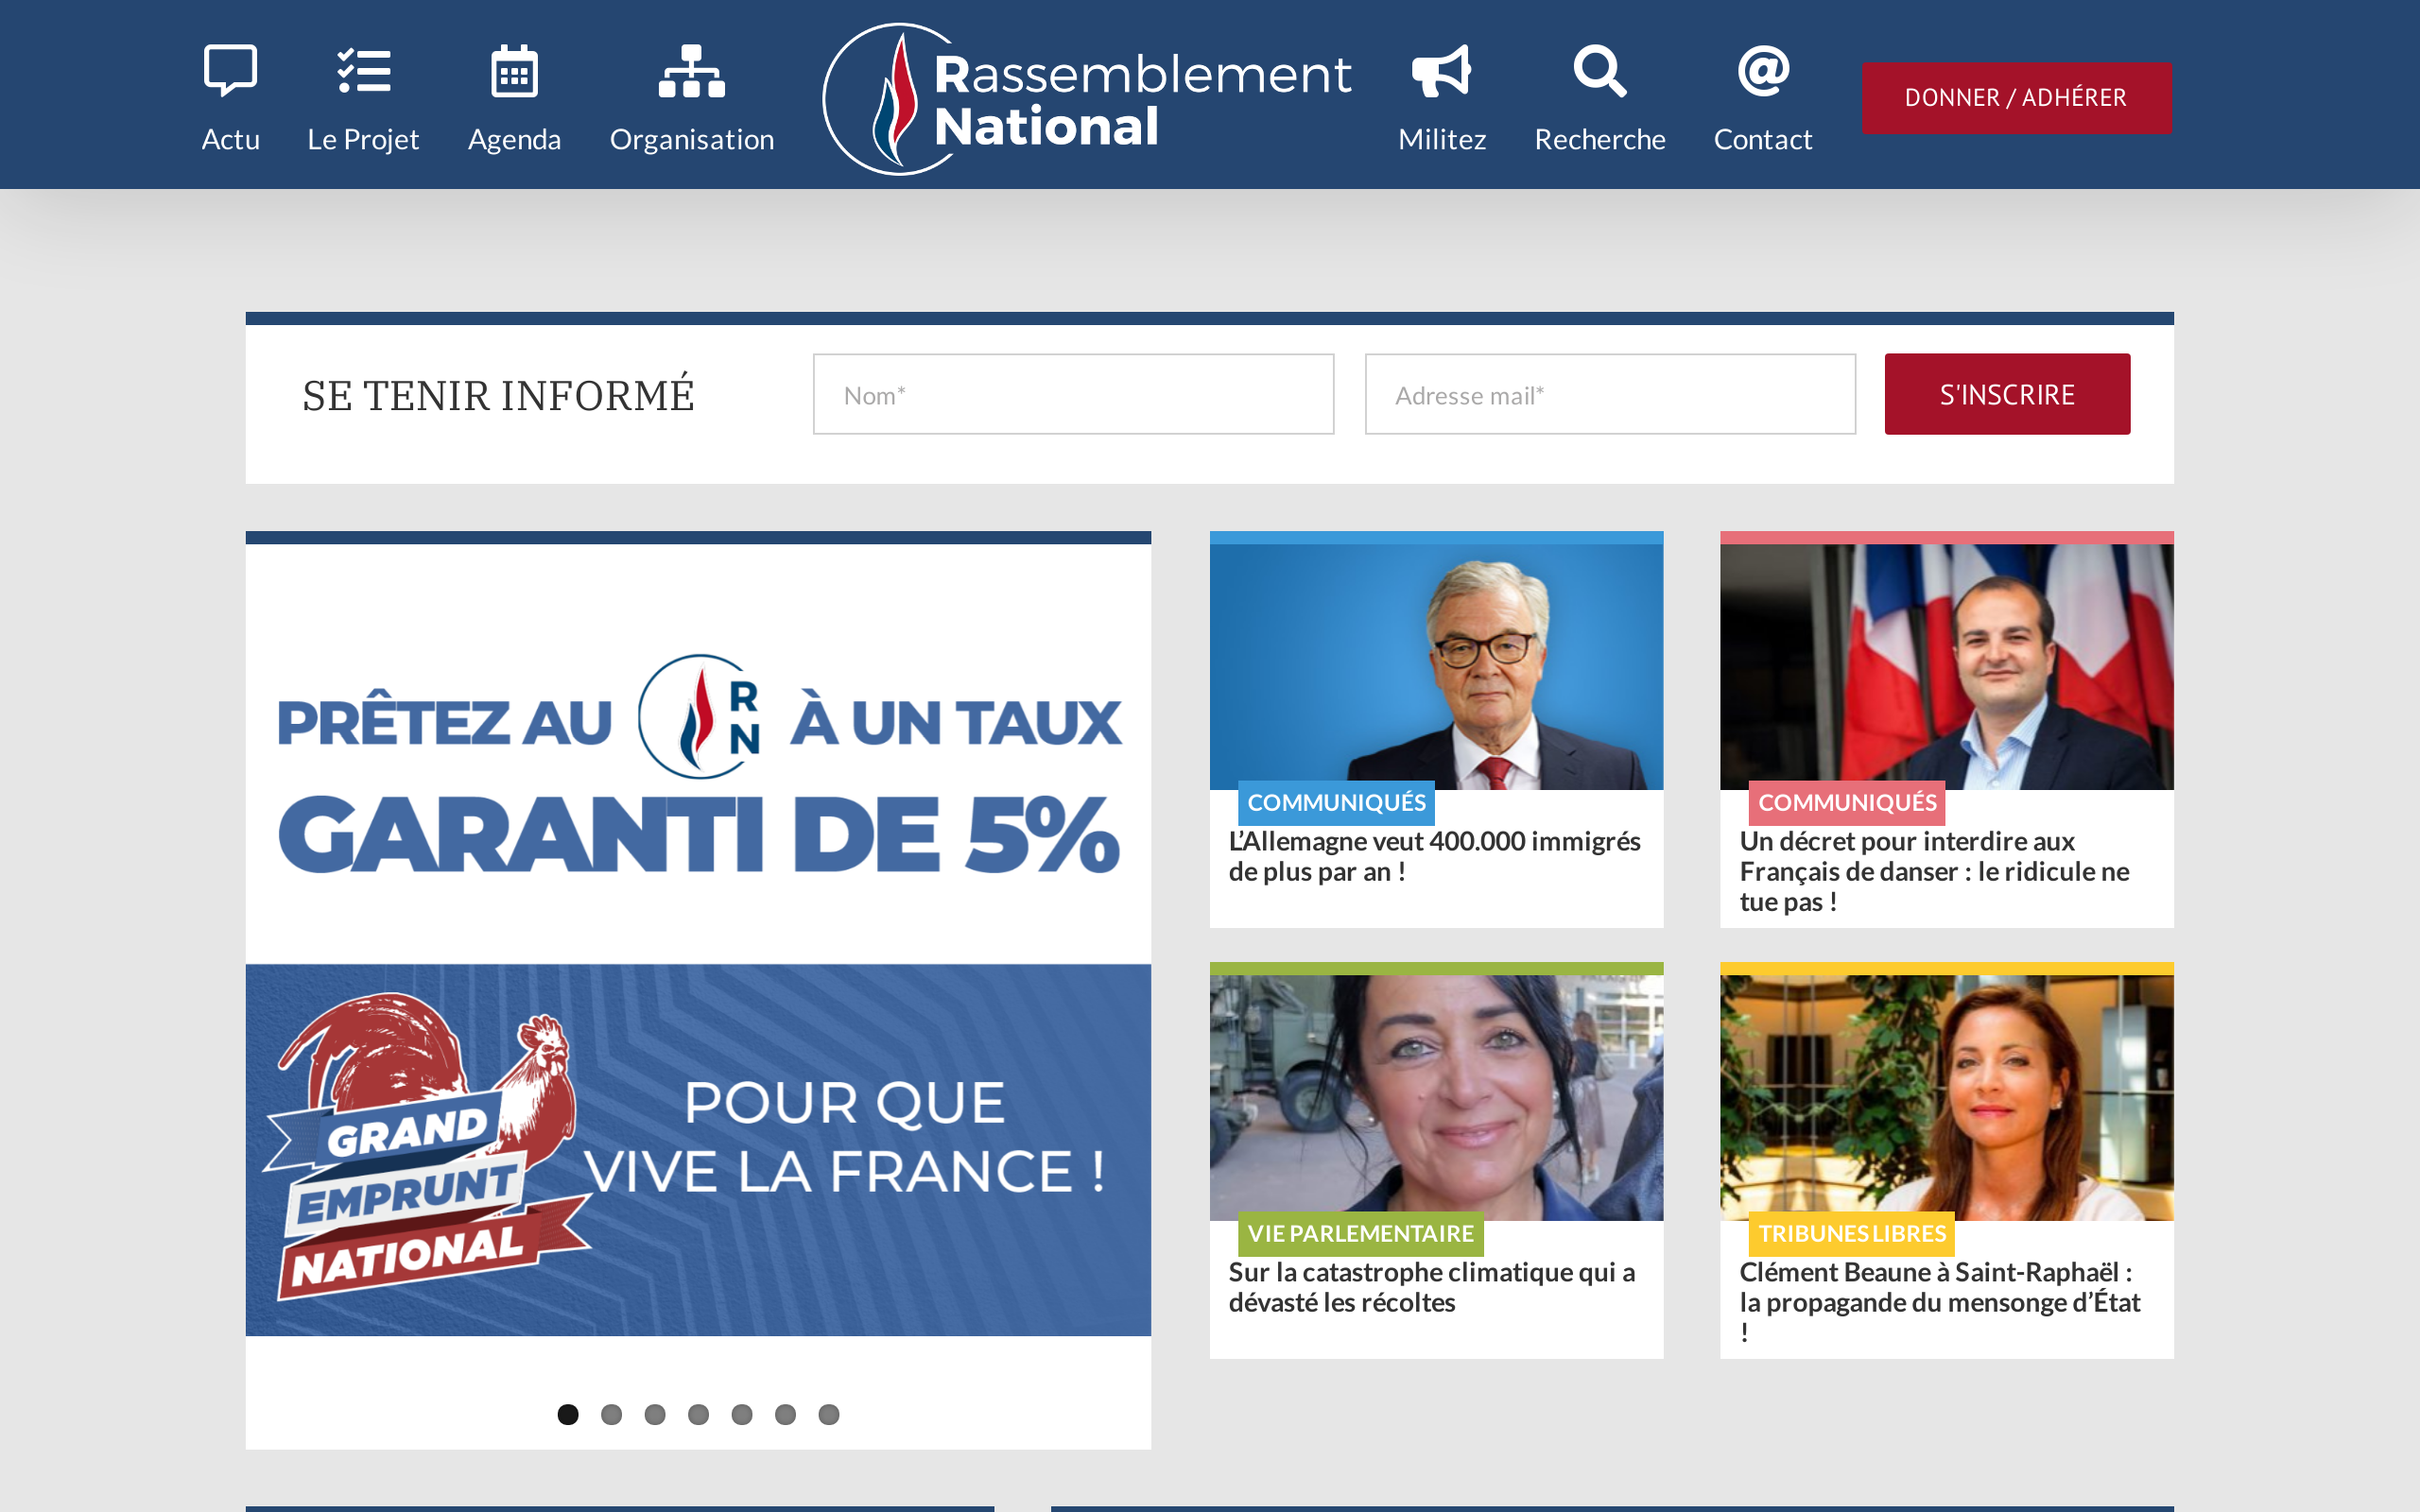 Actu
Le Projet
Agenda
Organisation
Rassemblement
National
Militez
Recherche
Contact
DONNER / ADHÉRER
SE TENIR INFORMÉ
Nom*
Adresse mail*
S'INSCRIRE
PRÊTEZ AU RN À UN TAUX
GARANTI DE 5%
GRAND
EMPRUNT
NATIONAL
POUR QUE
VIVE LA FRANCE !
COMMUNIQUÉS
L’Allemagne veut 400.000 immigrés
de plus par an !
COMMUNIQUÉS
Un décret pour interdire aux
Français de danser : le ridicule ne
tue pas !
VIE PARLEMENTAIRE
Sur la catastrophe climatique qui a
dévasté les récoltes
TRIBUNES LIBRES
Clément Beaune à Saint-Raphaël :
la propagande du mensonge d’État
!